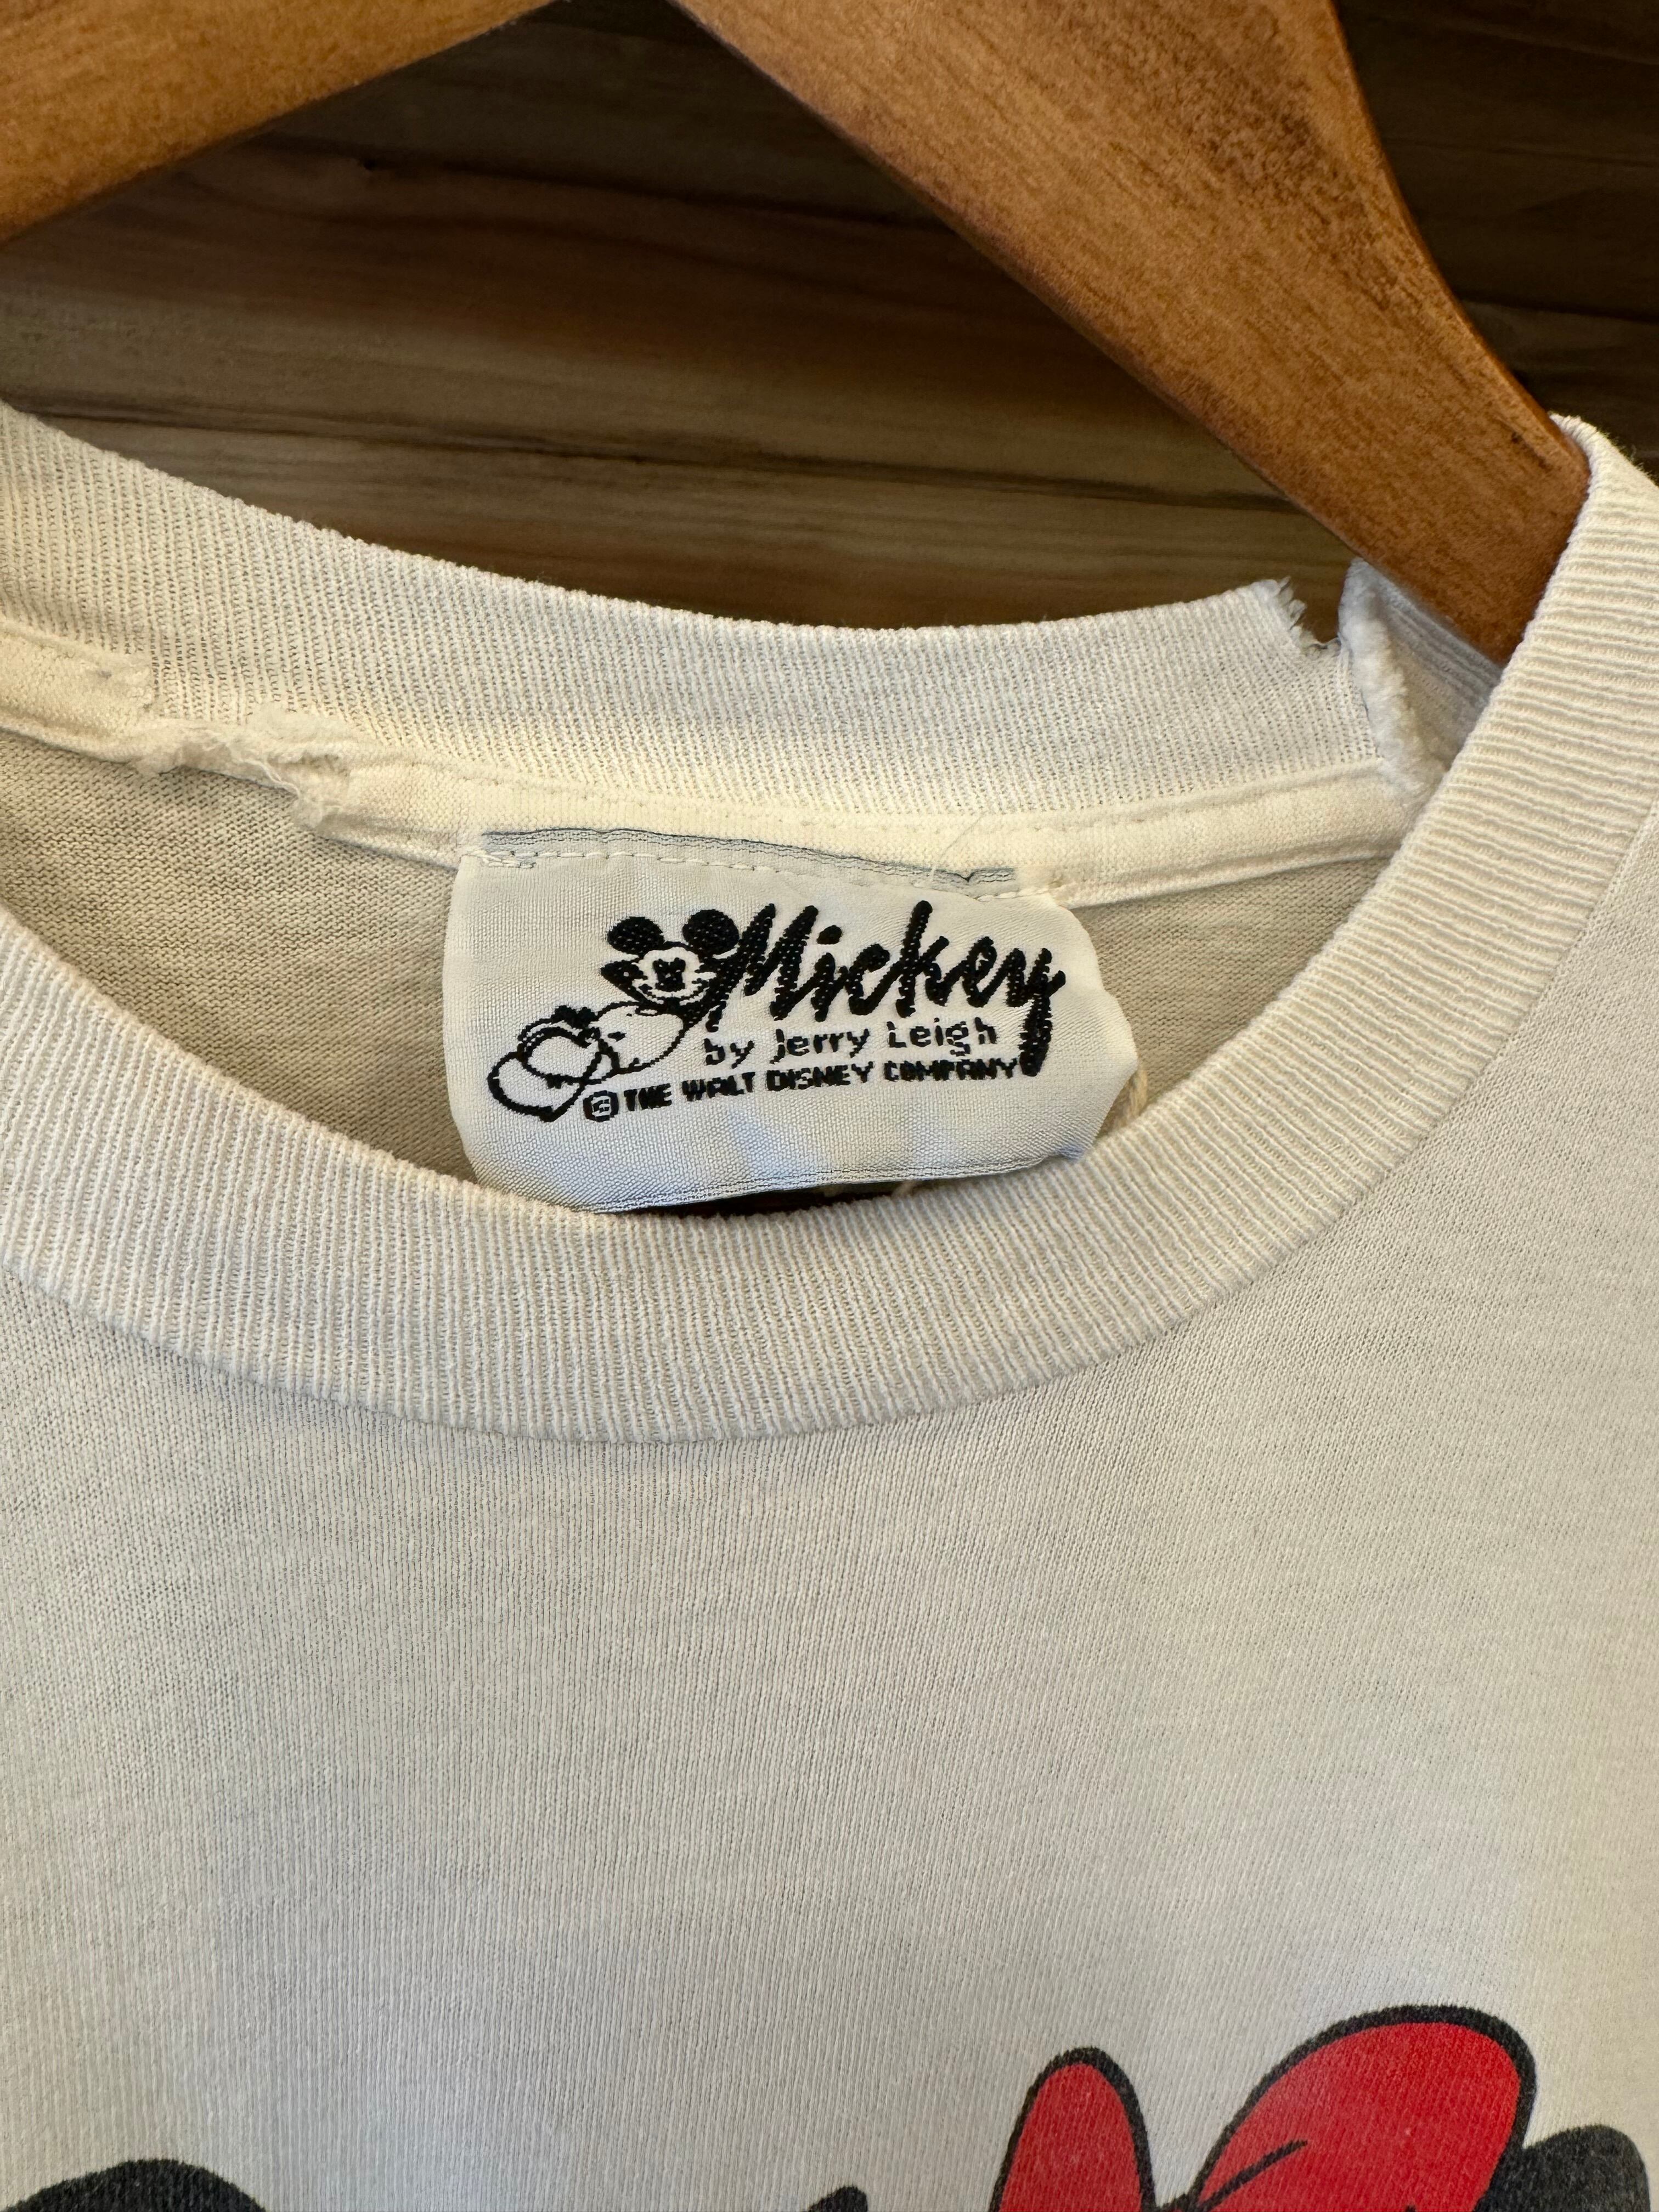 Mickey
by Jerry Leigh
© THE WALT DISNEY COMPANY